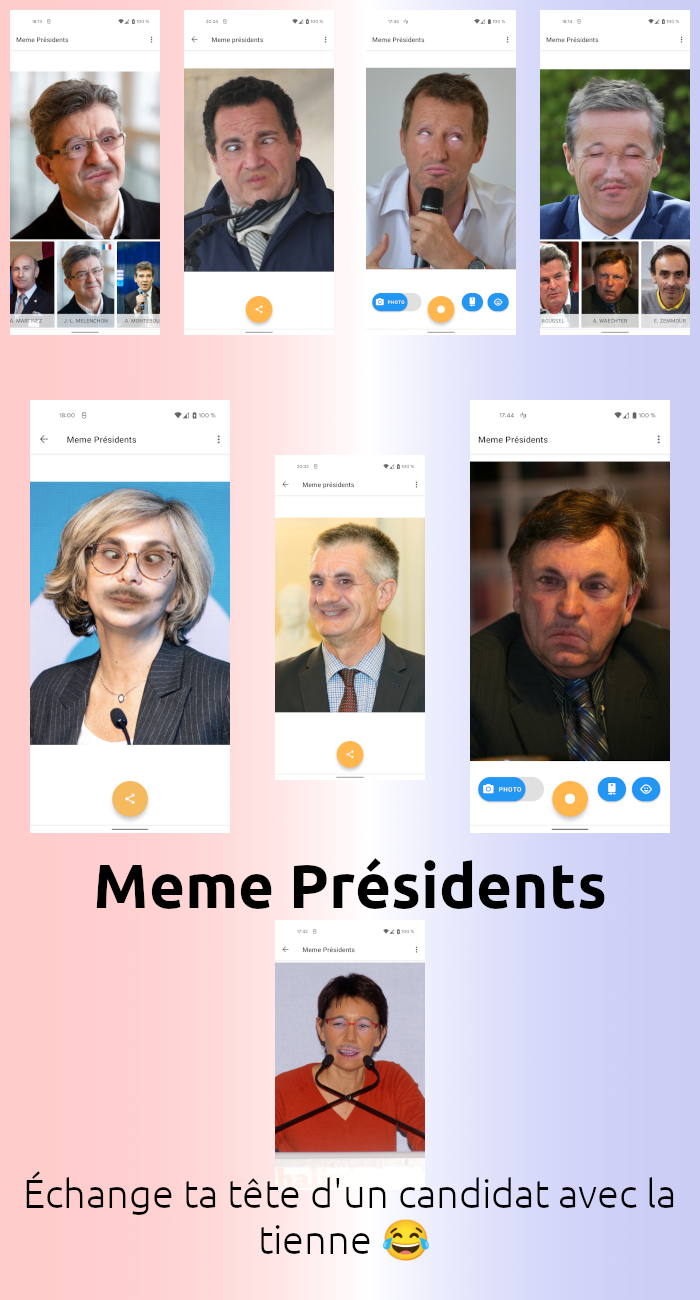 18:13
100 %
Meme Présidents
A. MARTINEZ
J. L. MELENCHON
A. MONTEBOU
20:34
100 %
Meme présidents
17:46
100 %
Meme Présidents
PHOTO
18:13
100 %
Meme Présidents
ROUSSEL
A. WAECHTER
E. ZEMMOUR
18:00
100 %
Meme Présidents
20:33
100 %
Meme présidents
17:44
100 %
Meme Présidents
PHOTO
Meme Présidents
17:42
100 %
Meme Présidents
Échange ta tête d'un candidat avec la
tienne 😂